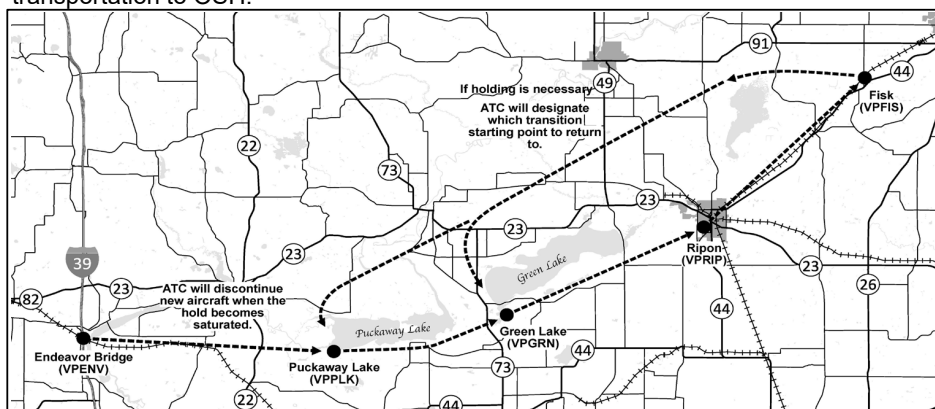 transportation to OSH.
91
44
Fisk
(VPFIS)
49
If holding is necessary
ATC will designate
which transition
starting point to return
to.
22
73
23
23
23
Ripon
(VPRIP)
Green Lake
39
23
82
23
ATC will discontinue
new aircraft when the
hold becomes
saturated.
26
44
Puckaway Lake
Green Lake
(VPGRN)
Endeavor Bridge
(VPENV)
Puckaway Lake
(VPPLK)
73
44
22
44